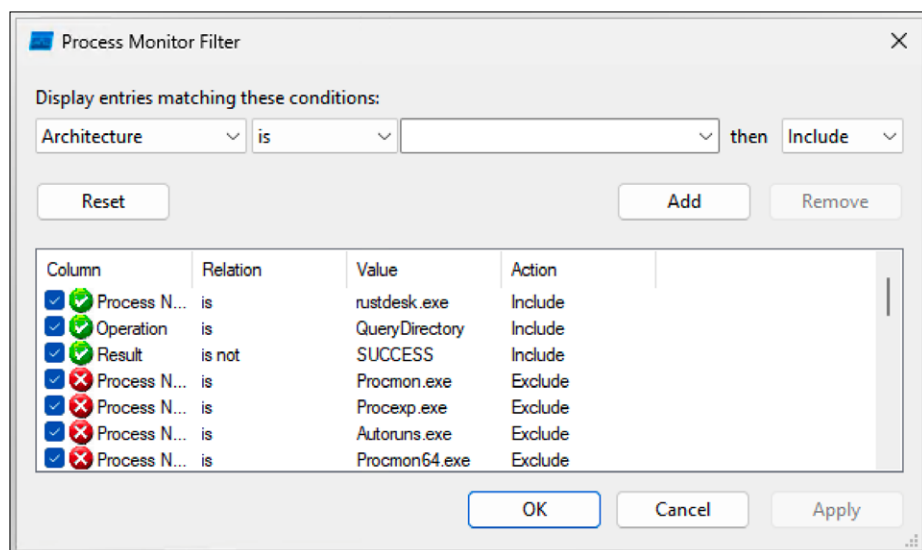 Process Monitor Filter
Display entries matching these conditions:
Architecture is then Include
Reset Add Remove
Column Relation Value Action
Process N... is rustdesk.exe Include
Operation is QueryDirectory Include
Result is not SUCCESS Include
Process N... is Procmon.exe Exclude
Process N... is Procexp.exe Exclude
Process N... is Autoruns.exe Exclude
Process N... is Procmon64.exe Exclude
OK Cancel Apply